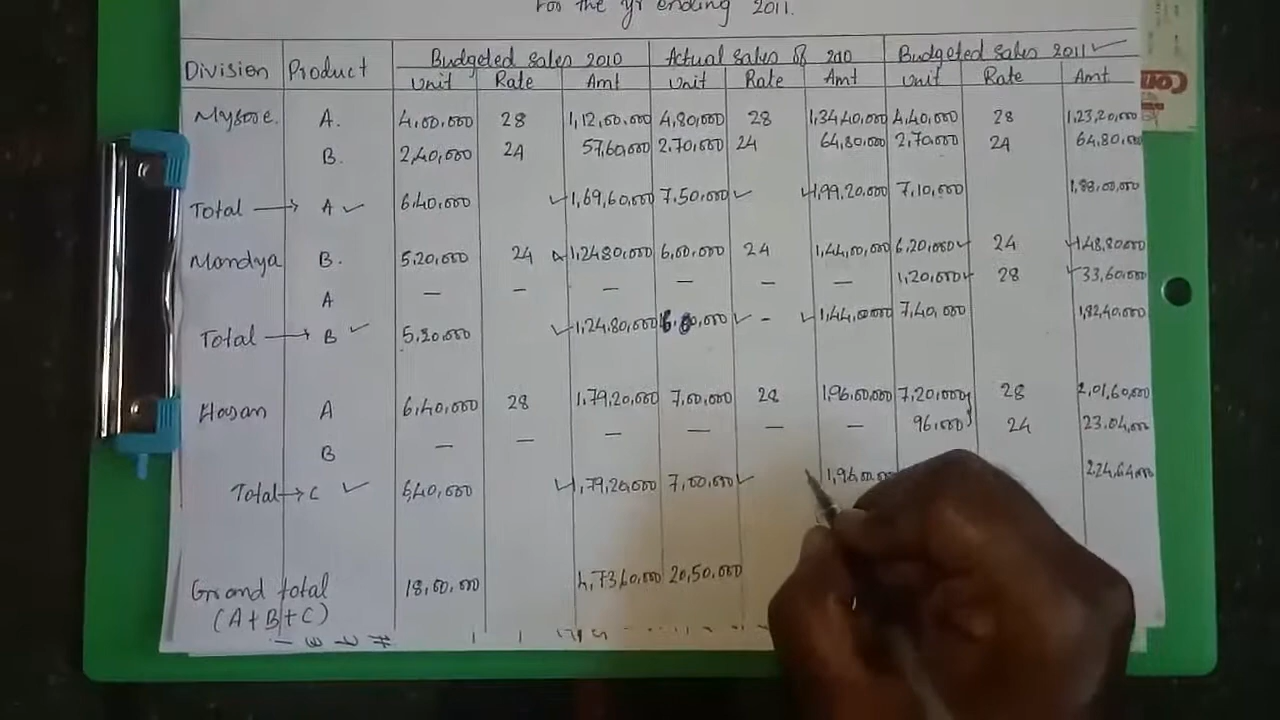 For the yr ending 2011.
Budgeted Sales 2010 Actual Sales of 2010 Budgeted Sales 2011 ✓
Division Product Unit Rate Amt Unit Rate Amt Unit Rate Amt
Mysore. A. 4,00,000 28 1,12,00,000 4,80,000 28 1,34,40,000 4,40,000 28 1,23,20,000
B. 2,40,000 24 57,60,000 2,70,000 24 64,80,000 2,70,000 24 64,80,000
Total → A ✓ 6,40,000 ✓ 1,69,60,000 7,50,000 ✓ ✓ 1,99,20,000 7,10,000 1,88,00,000
Mandya B. 5,20,000 24 1,24,80,000 6,00,000 24 1,44,00,000 6,20,000 ✓ 24 ✓ 1,48,80,000
A — — — — — — 1,20,000 ✓ 28 ✓ 33,60,000
Total → B ✓ 5,20,000 ✓ 1,24,80,000 6,00,000 ✓ - ✓ 1,44,00,000 7,40,000 1,82,40,000
Hasan A 6,40,000 28 1,79,20,000 7,00,000 28 1,96,00,000 7,20,000 28 2,01,60,000
B — — — — — — 96,000 24 23,04,000
Total → C ✓ 6,40,000 ✓ 1,79,20,000 7,00,000 ✓ 1,96,00,000 2,24,64,000
Grand total 18,00,000 4,73,60,000 20,50,000
(A+B+C)